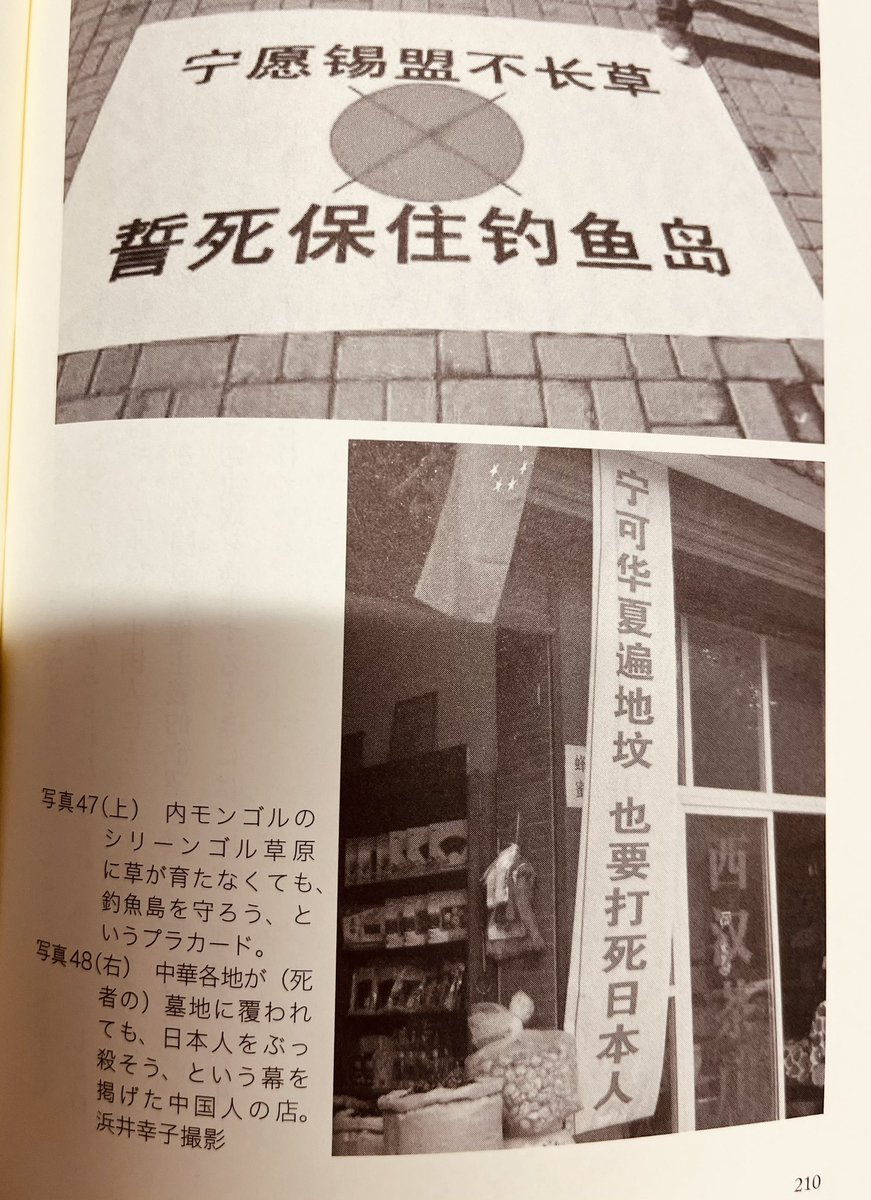 宁愿锡盟不长草
誓死保住钓鱼岛
宁可华夏遍地坟 也要打死日本人
蜂蜜
西汉茶
写真47(上) 内モンゴルの
シリーンゴル草原
に草が育たなくても、
釣魚島を守ろう、と
いうプラカード。
写真48(右) 中華各地が（死
者の）墓地に覆われ
ても、日本人をぶっ
殺そう、という幕を
掲げた中国人の店。
浜井幸子撮影
210